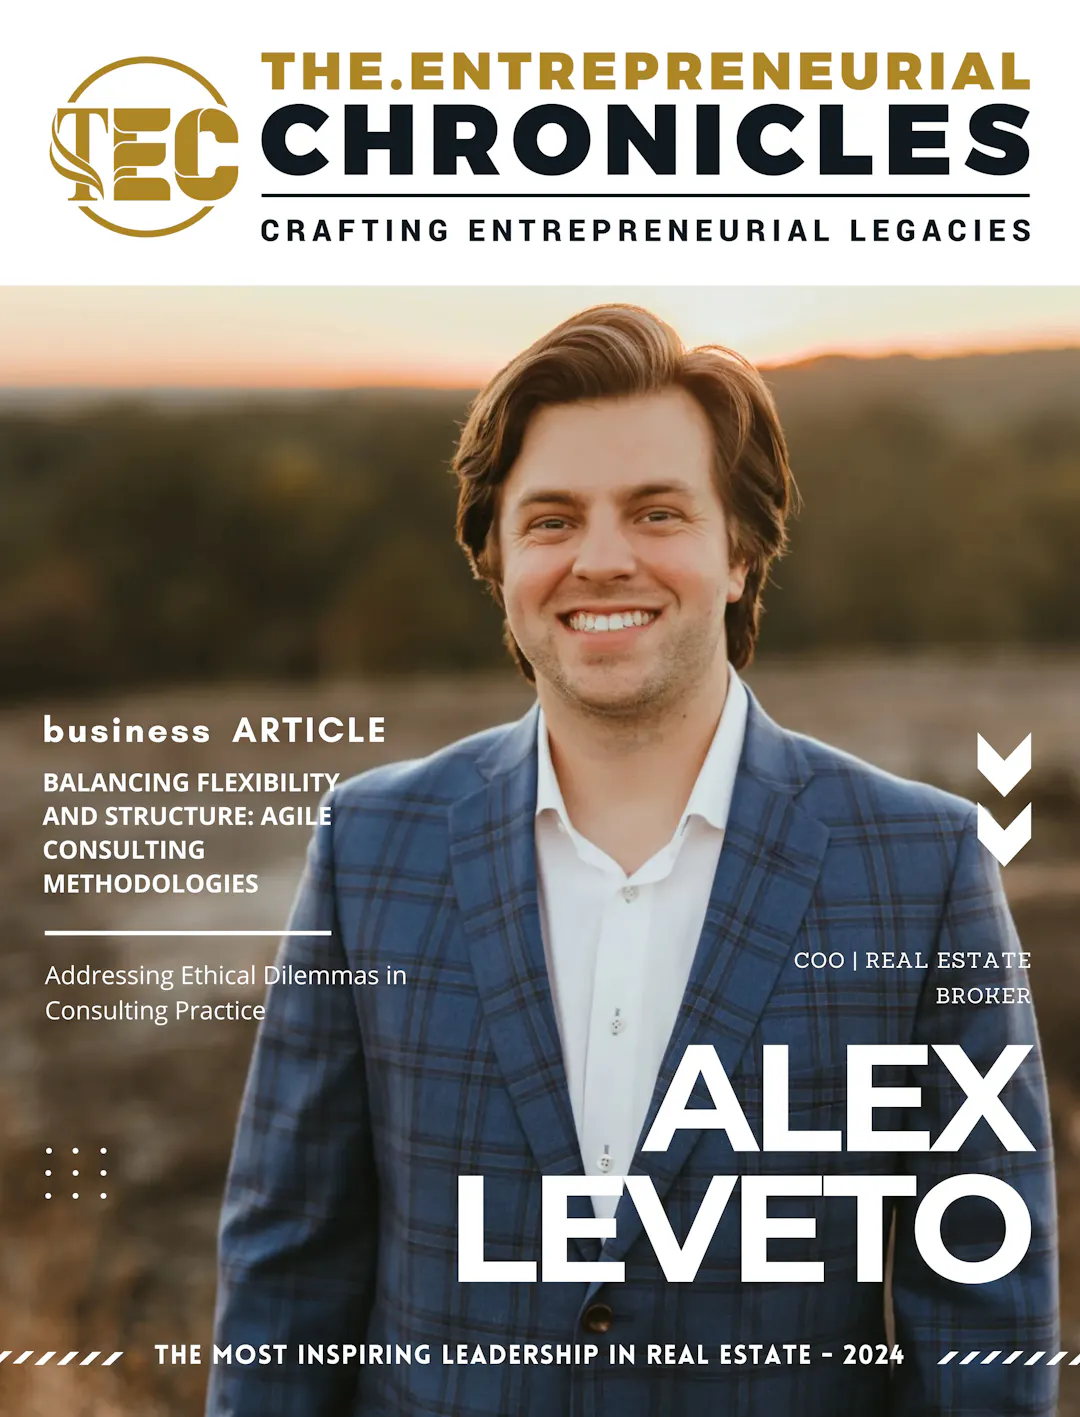 TEC
THE.ENTREPRENEURIAL
CHRONICLES
CRAFTING ENTREPRENEURIAL LEGACIES
business ARTICLE
BALANCING FLEXIBILITY
AND STRUCTURE: AGILE
CONSULTING
METHODOLOGIES
Addressing Ethical Dilemmas in
Consulting Practice
COO | REAL ESTATE
BROKER
ALEX
LEVETO
THE MOST INSPIRING LEADERSHIP IN REAL ESTATE - 2024